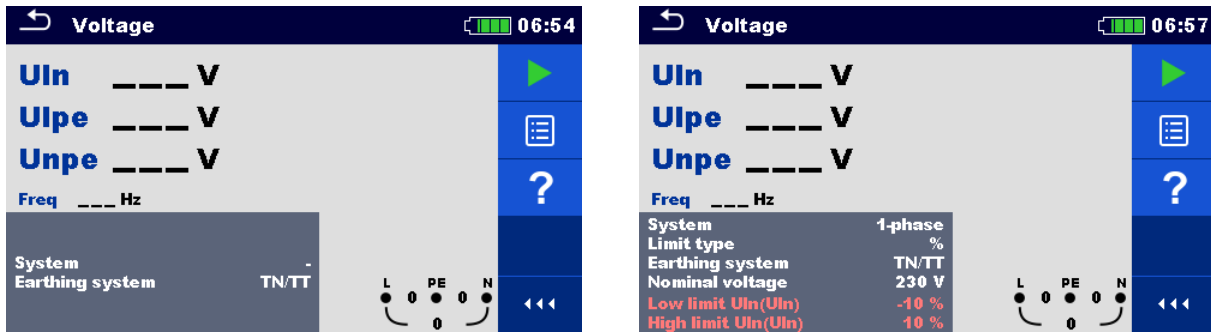 Voltage 06:54
Uln ___ V
Ulpe ___ V
Unpe ___ V
Freq ___ Hz
?
System -
Earthing system TN/TT
L PE N
0 0
0
Voltage 06:57
Uln ___ V
Ulpe ___ V
Unpe ___ V
Freq ___ Hz
?
System 1-phase
Limit type %
Earthing system TN/TT
Nominal voltage 230 V
Low limit Uln(Uln) -10 %
High limit Uln(Uln) 10 %
L PE N
0 0
0